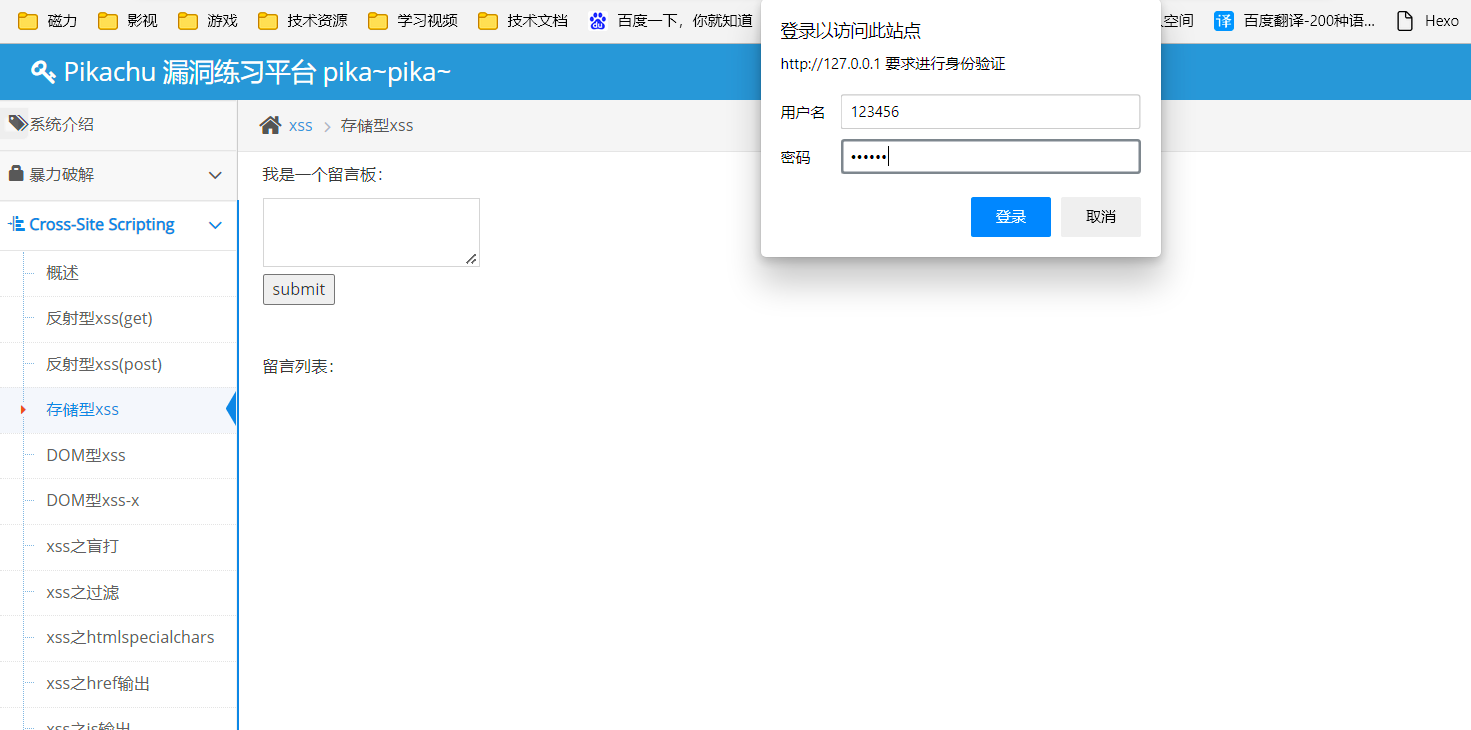 磁力 影视 游戏 技术资源 学习视频 技术文档 百度一下，你就知道 空间 译 百度翻译-200种语... Hexo
登录以访问此站点
http://127.0.0.1 要求进行身份验证
用户名 123456
密码 ••••••
登录 取消
Pikachu 漏洞练习平台 pika~pika~
系统介绍
暴力破解
Cross-Site Scripting
概述
反射型xss(get)
反射型xss(post)
存储型xss
DOM型xss
DOM型xss-x
xss之盲打
xss之过滤
xss之htmlspecialchars
xss之href输出
xss之js输出
xss > 存储型xss
我是一个留言板：
submit
留言列表：